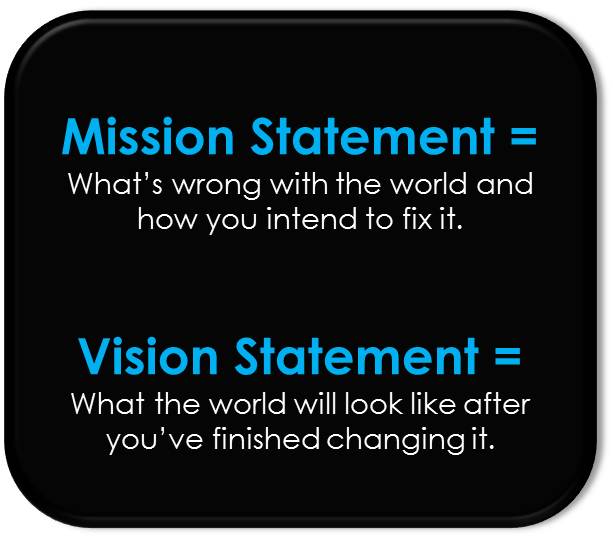 Mission Statement =
What’s wrong with the world and
how you intend to fix it.
Vision Statement =
What the world will look like after
you’ve finished changing it.